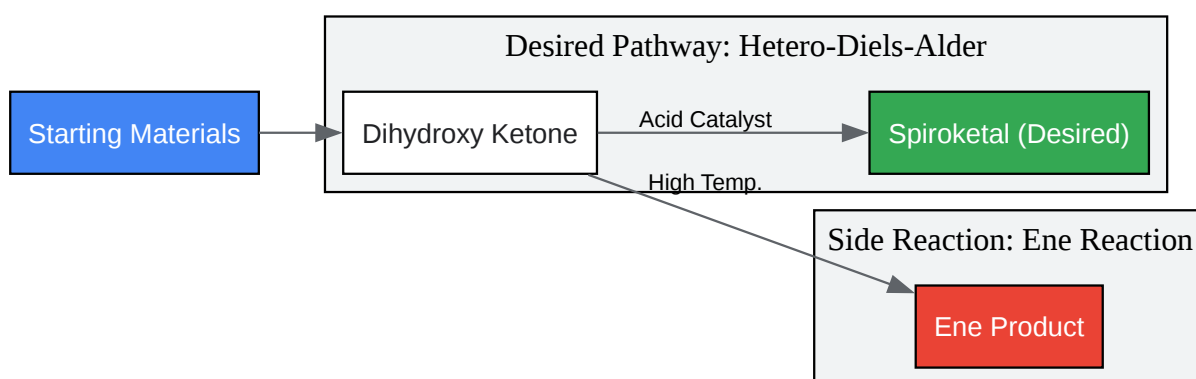 Desired Pathway: Hetero-Diels-Alder
Starting Materials
Dihydroxy Ketone
Acid Catalyst
Spiroketal (Desired)
High Temp.
Side Reaction: Ene Reaction
Ene Product